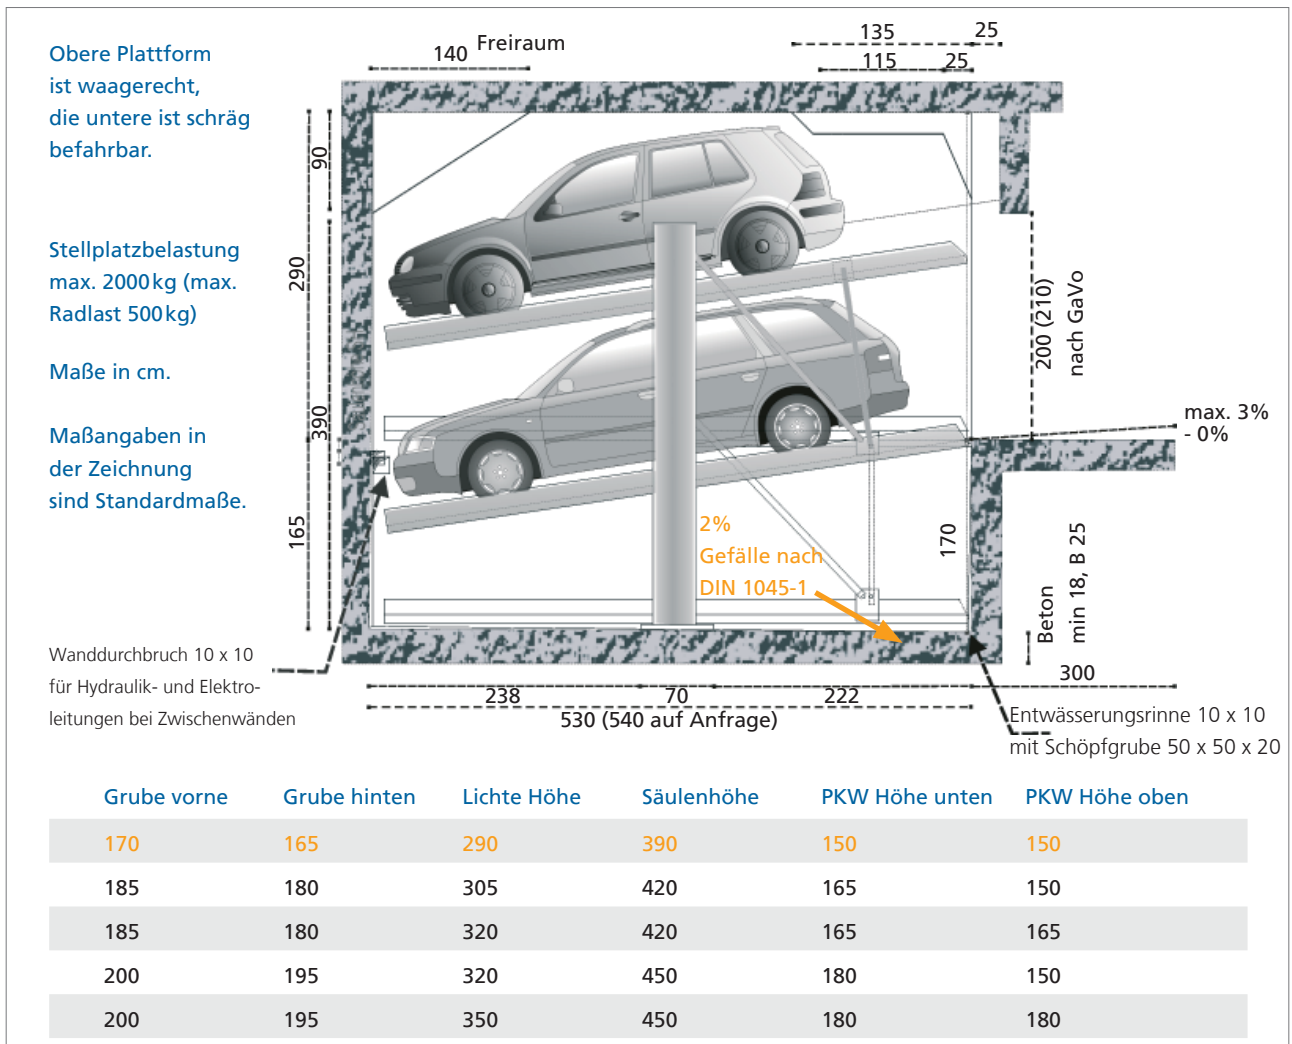 Obere Plattform
ist waagerecht,
die untere ist schräg
befahrbar.
Stellplatzbelastung
max. 2000 kg (max.
Radlast 500 kg)
Maße in cm.
Maßangaben in
der Zeichnung
sind Standardmaße.
140
Freiraum
135
25
115
25
90
290
390
165
200 (210)
nach GaVo
max. 3%
- 0%
170
2%
Gefälle nach
DIN 1045-1
Beton
min 18, B 25
Wanddurchbruch 10 x 10
für Hydraulik- und Elektro-
leitungen bei Zwischenwänden
238
70
222
300
530 (540 auf Anfrage)
Entwässerungsrinne 10 x 10
mit Schöpfgrube 50 x 50 x 20
Grube vorne Grube hinten Lichte Höhe Säulenhöhe PKW Höhe unten PKW Höhe oben
170 165 290 390 150 150
185 180 305 420 165 150
185 180 320 420 165 165
200 195 320 450 180 150
200 195 350 450 180 180